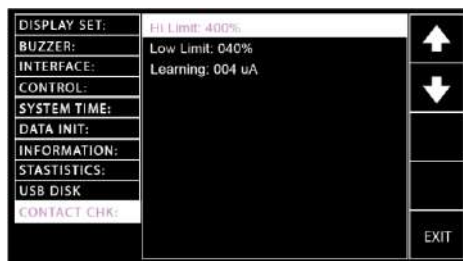 DISPLAY SET:
BUZZER:
INTERFACE:
CONTROL:
SYSTEM TIME:
DATA INIT:
INFORMATION:
STASTISTICS:
USB DISK
CONTACT CHK:
Hi Limit: 400%
Low Limit: 040%
Learning: 004 uA
EXIT